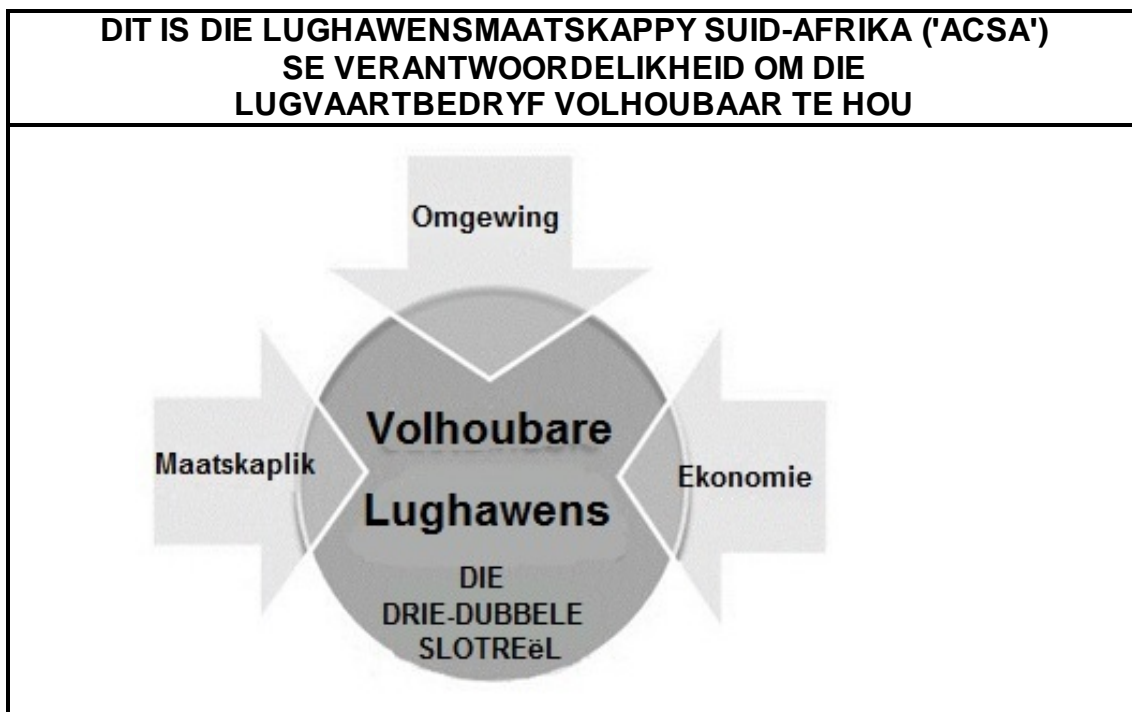 DIT IS DIE LUGHAWENSMAATSKAPPY SUID-AFRIKA ('ACSA')
SE VERANTWOORDELIKHEID OM DIE
LUGVAARTBEDRYF VOLHOUBAAR TE HOU
Omgewing
Maatskaplik
Volhoubare
Lughawens
Ekonomie
DIE
DRIE-DUBBELE
SLOTREëL